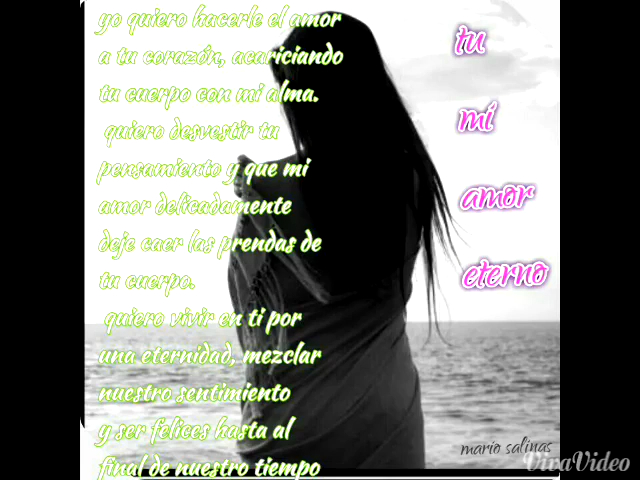 yo quiero hacerle el amor
a tu corazón, acariciando
tu cuerpo con mi alma.
quiero desvestir tu
pensamiento y que mi
amor delicadamente
deje caer las prendas de
tu cuerpo.
quiero vivir en ti por
una eternidad, mezclar
nuestro sentimiento
y ser felices hasta al
final de nuestro tiempo
tu
mí
amor
eterno
mario salinas
VivaVideo